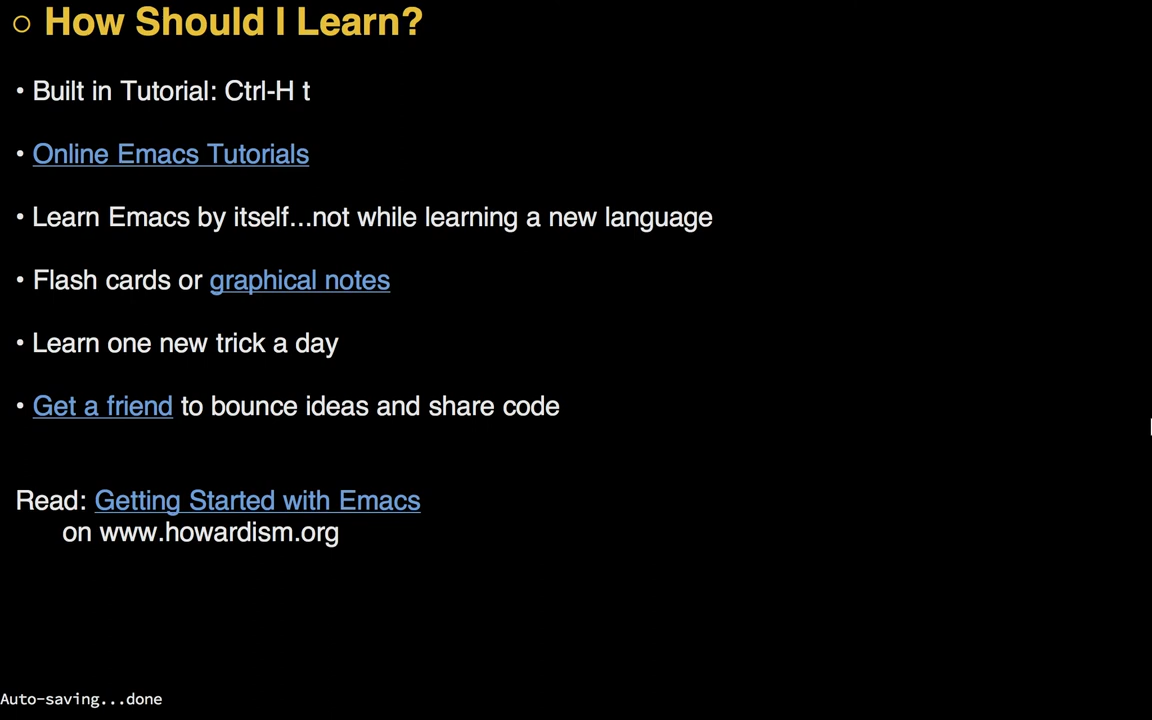 ○ How Should I Learn?
• Built in Tutorial: Ctrl-H t
• Online Emacs Tutorials
• Learn Emacs by itself...not while learning a new language
• Flash cards or graphical notes
• Learn one new trick a day
• Get a friend to bounce ideas and share code
Read: Getting Started with Emacs
on www.howardism.org
Auto-saving...done